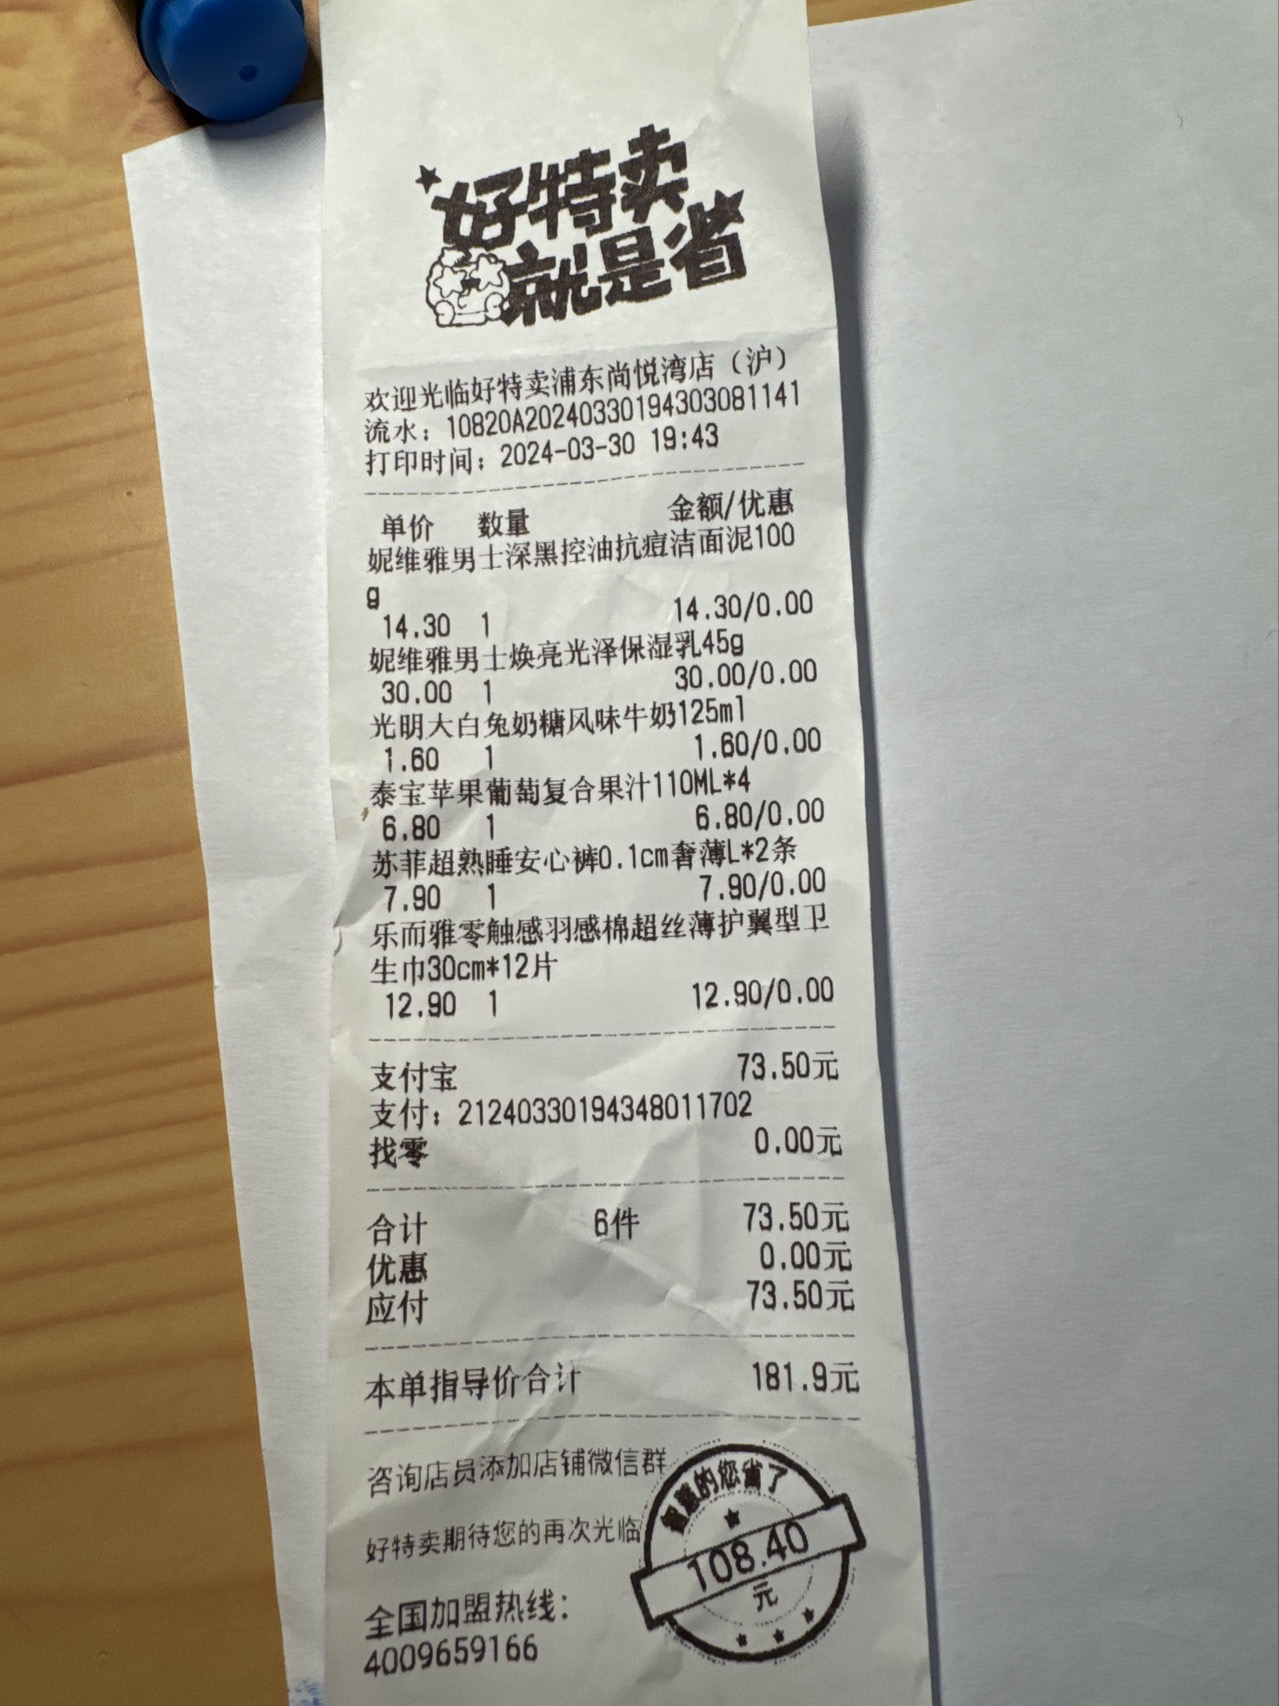 好特卖
就是省
欢迎光临好特卖浦东尚悦湾店（沪）
流水：10820A20240330194303081141
打印时间：2024-03-30 19:43
单价 数量 金额/优惠
妮维雅男士深黑控油抗痘洁面泥100
g
14.30 1 14.30/0.00
妮维雅男士焕亮光泽保湿乳45g
30.00 1 30.00/0.00
光明大白兔奶糖风味牛奶125ml
1.60 1 1.60/0.00
泰宝苹果葡萄复合果汁110ML*4
6.80 1 6.80/0.00
苏菲超熟睡安心裤0.1cm奢薄L*2条
7.90 1 7.90/0.00
乐而雅零触感羽感棉超丝薄护翼型卫
生巾30cm*12片
12.90 1 12.90/0.00
支付宝 73.50元
支付：21240330194348011702
找零 0.00元
合计 6件 73.50元
优惠 0.00元
应付 73.50元
本单指导价合计 181.9元
咨询店员添加店铺微信群
好特卖期待您的再次光临
全国加盟热线：
4009659166
智慧的您省了
108.40
元